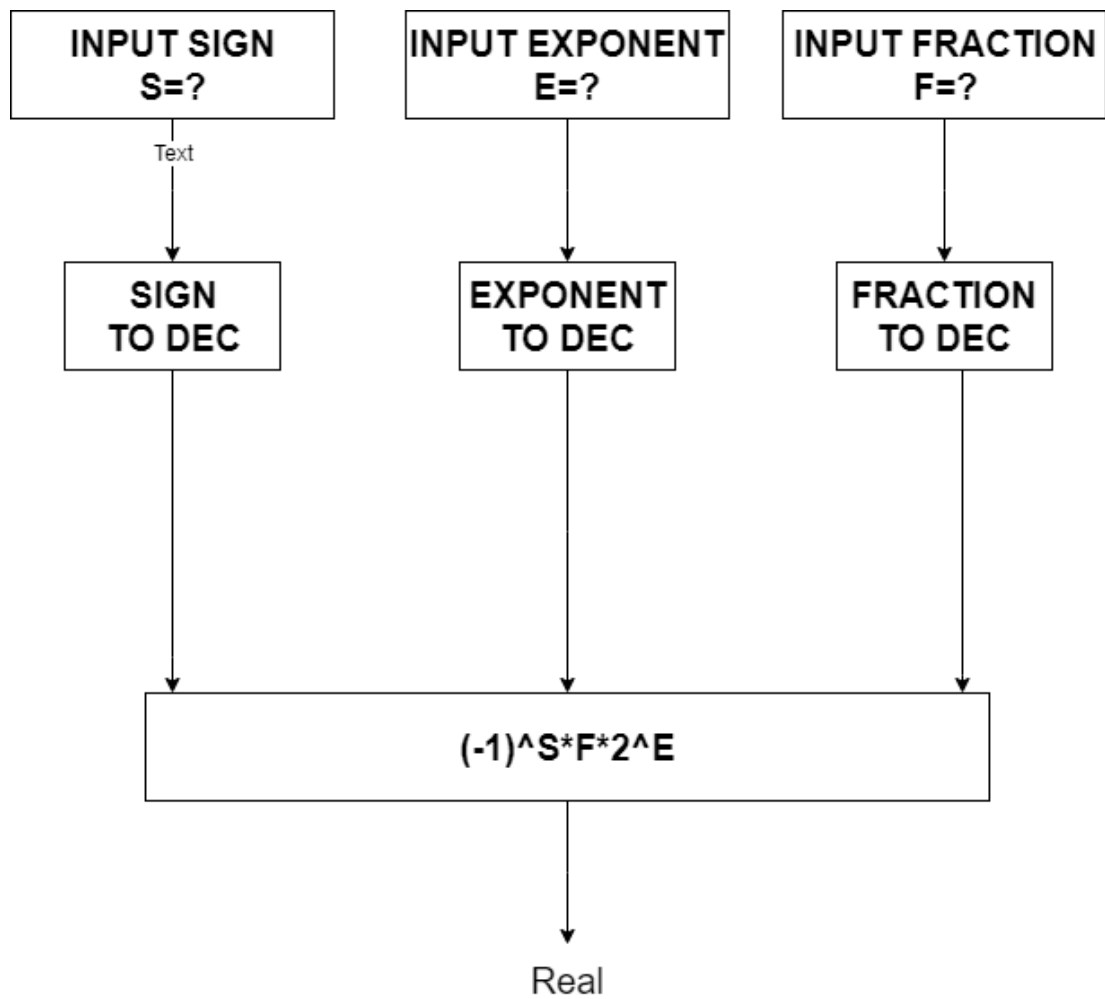 INPUT SIGN
S=?
INPUT EXPONENT
E=?
INPUT FRACTION
F=?
Text
SIGN
TO DEC
EXPONENT
TO DEC
FRACTION
TO DEC
(-1)^S*F*2^E
Real